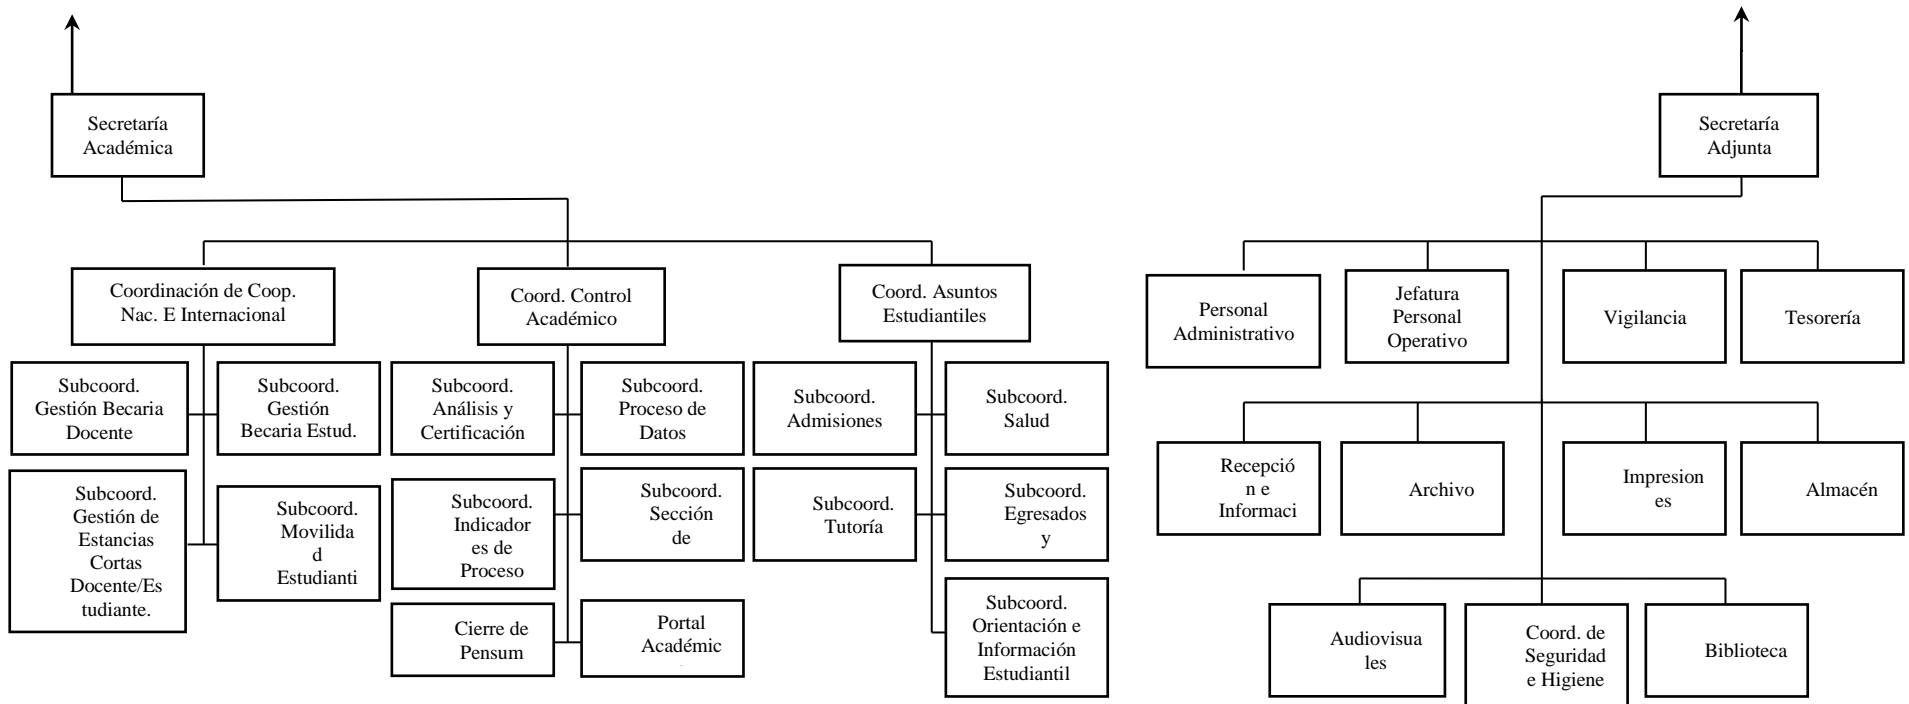 Secretaría
Académica
Secretaría
Adjunta
Coordinación de Coop.
Nac. E Internacional
Coord. Control
Académico
Coord. Asuntos
Estudiantiles
Personal
Administrativo
Jefatura
Personal
Operativo
Vigilancia
Tesorería
Subcoord.
Gestión Becaria
Docente
Subcoord.
Gestión
Becaria Estud.
Subcoord.
Análisis y
Certificación
Subcoord.
Proceso de
Datos
Subcoord.
Admisiones
Subcoord.
Salud
Recepció
n e
Informaci
Archivo
Impresion
es
Almacén
Subcoord.
Gestión de
Estancias
Cortas
Docente/Es
tudiante.
Subcoord.
Movilida
d
Estudianti
Subcoord.
Indicador
es de
Proceso
Subcoord.
Sección
de
Subcoord.
Tutoría
Subcoord.
Egresados
y
Cierre de
Pensum
Portal
Académic
Subcoord.
Orientación e
Información
Estudiantil
Audiovisua
les
Coord. de
Seguridad
e Higiene
Biblioteca